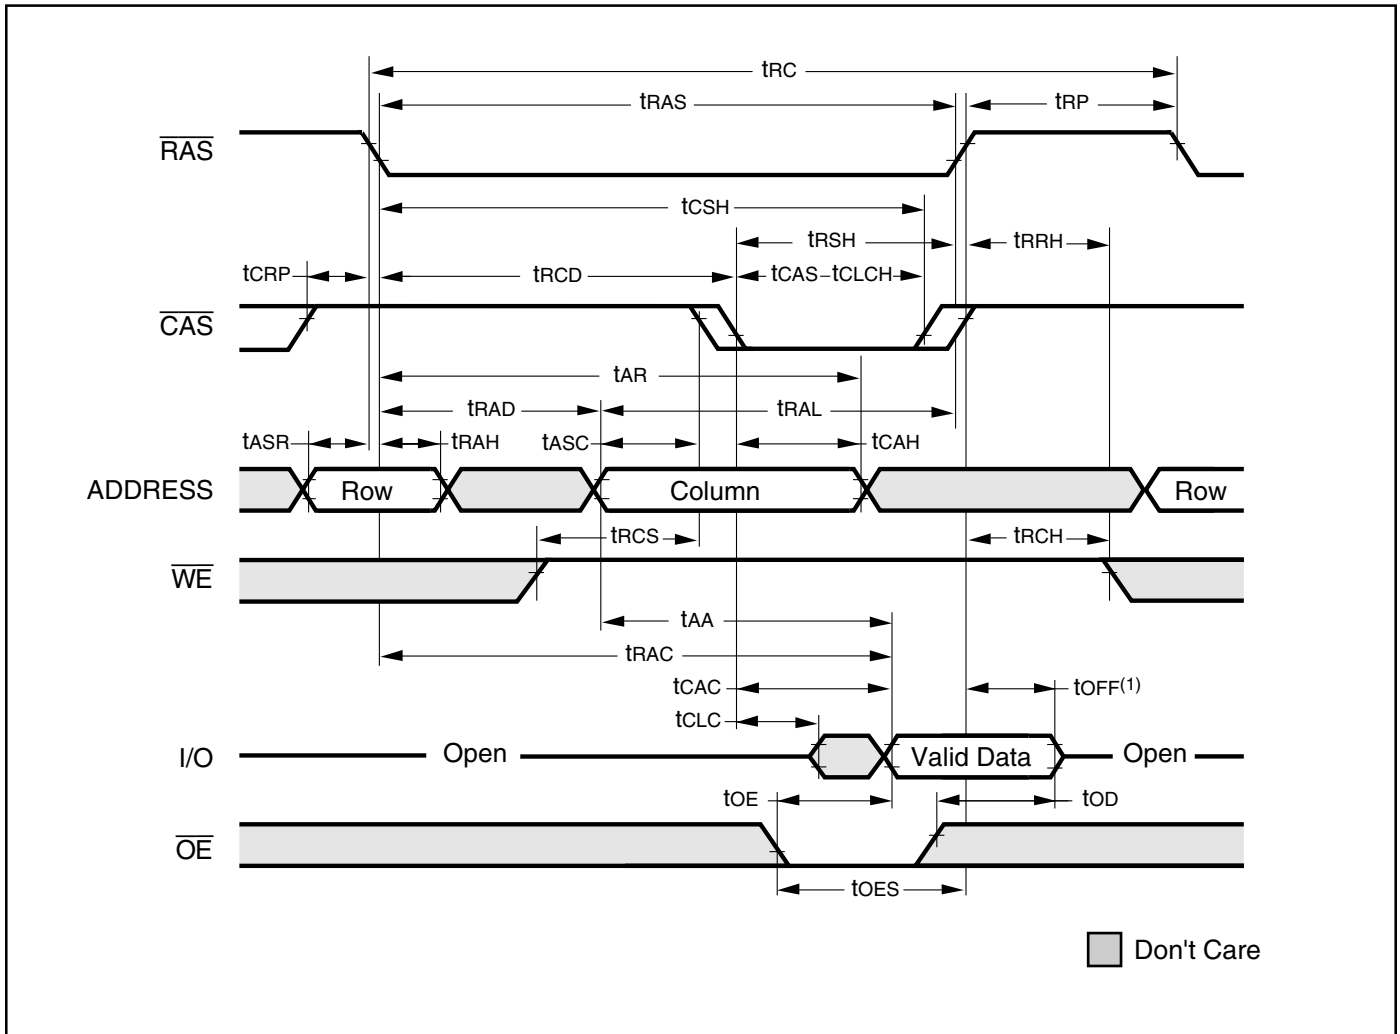 tRC
tRAS tRP
RAS
tCSH
tRSH tRRH
tCRP tRCD tCAS tCLCH
CAS
tAR
tRAD tRAL
tASR tRAH tASC tCAH
ADDRESS Row Column Row
tRCS tRCH
WE
tAA
tRAC
tCAC tOFF(1)
tCLC
I/O Open Valid Data Open
tOE tOD
OE
tOES
Don't Care